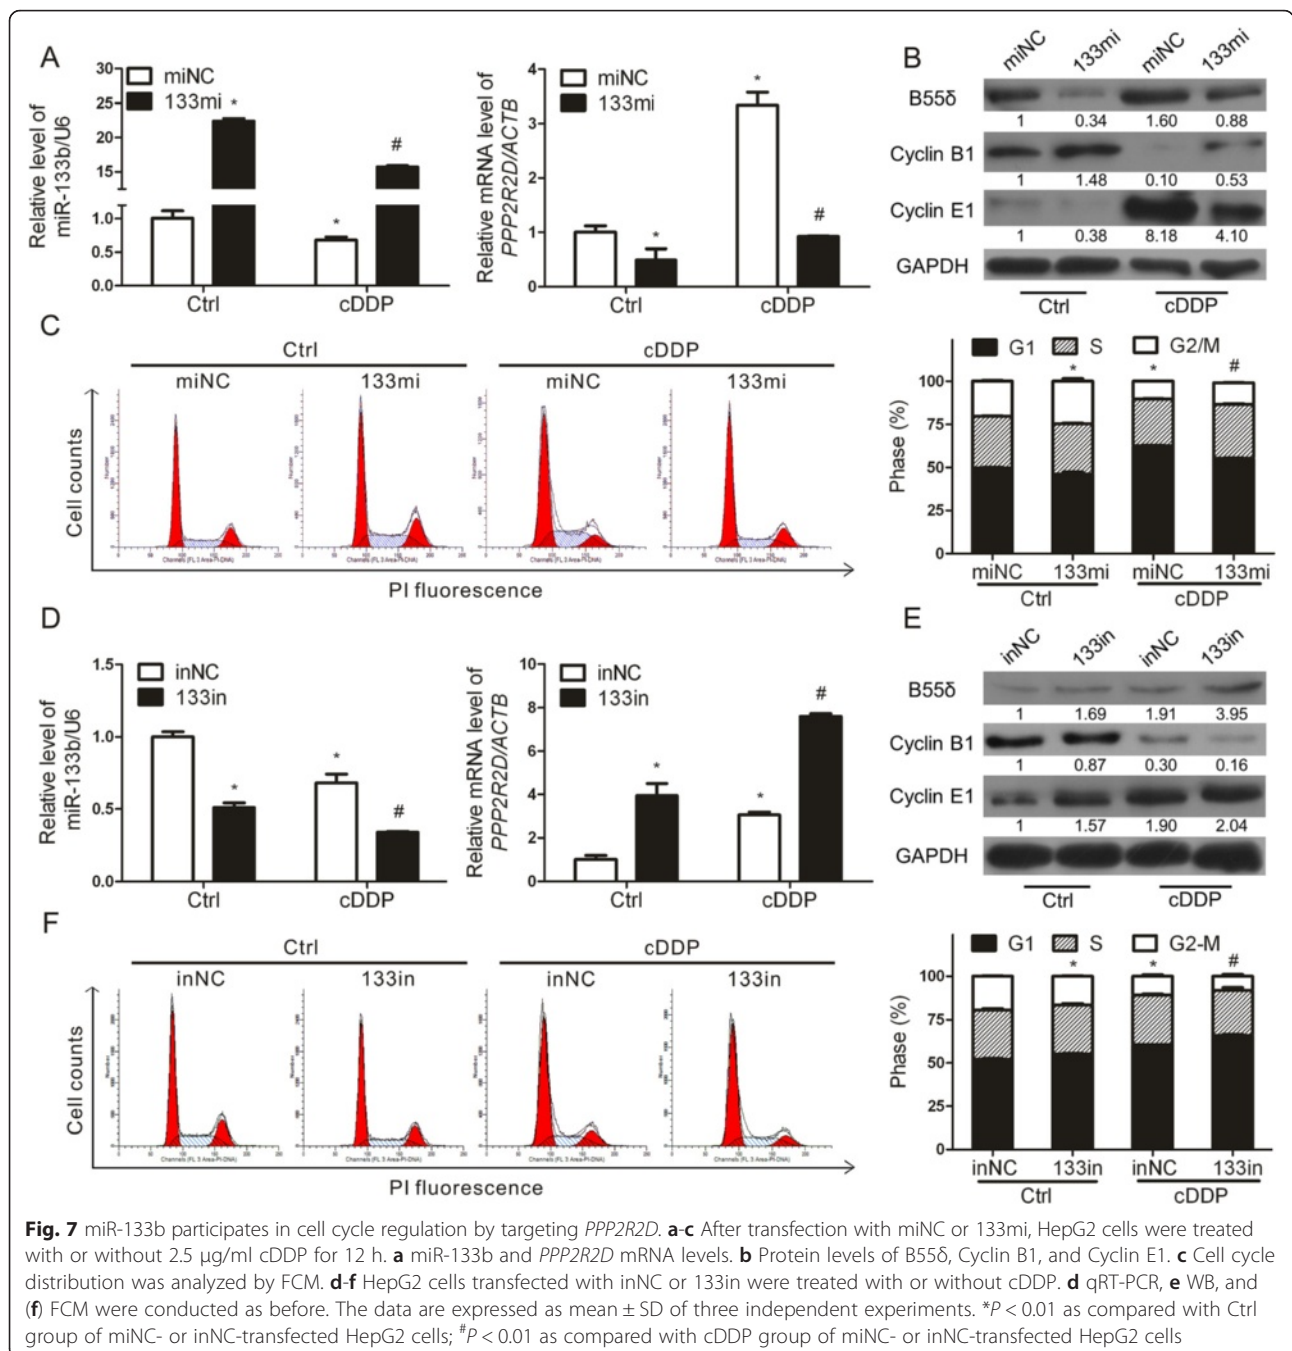 A
Relative level of
miR-133b/U6
30
25
20
15
1.0
0.5
0.0
miNC
133mi
*
*
#
Ctrl
cDDP
Relative mRNA level of
PPP2R2D/ACTB
4
3
2
1
0
miNC
133mi
*
*
#
Ctrl
cDDP
B
miNC 133mi miNC 133mi
B55δ
1 0.34 1.60 0.88
Cyclin B1
1 1.48 0.10 0.53
Cyclin E1
1 0.38 8.18 4.10
GAPDH
Ctrl cDDP
C
Ctrl cDDP
miNC 133mi miNC 133mi
Cell counts
PI fluorescence
G1 S G2/M
* * #
Phase (%)
100
75
50
25
0
miNC 133mi miNC 133mi
Ctrl cDDP
D
Relative level of
miR-133b/U6
1.5
1.0
0.5
0.0
inNC
133in
*
*
#
Ctrl
cDDP
Relative mRNA level of
PPP2R2D/ACTB
10
8
6
4
2
0
inNC
133in
*
*
#
Ctrl
cDDP
E
inNC 133in inNC 133in
B55δ
1 1.69 1.91 3.95
Cyclin B1
1 0.87 0.30 0.16
Cyclin E1
1 1.57 1.90 2.04
GAPDH
Ctrl cDDP
F
Ctrl cDDP
inNC 133in inNC 133in
Cell counts
PI fluorescence
G1 S G2-M
* * #
Phase (%)
100
75
50
25
0
inNC 133in inNC 133in
Ctrl cDDP
Fig. 7 miR-133b participates in cell cycle regulation by targeting PPP2R2D. a-c After transfection with miNC or 133mi, HepG2 cells were treated
with or without 2.5 μg/ml cDDP for 12 h. a miR-133b and PPP2R2D mRNA levels. b Protein levels of B55δ, Cyclin B1, and Cyclin E1. c Cell cycle
distribution was analyzed by FCM. d-f HepG2 cells transfected with inNC or 133in were treated with or without cDDP. d qRT-PCR, e WB, and
(f) FCM were conducted as before. The data are expressed as mean ± SD of three independent experiments. *P < 0.01 as compared with Ctrl
group of miNC- or inNC-transfected HepG2 cells; #P < 0.01 as compared with cDDP group of miNC- or inNC-transfected HepG2 cells